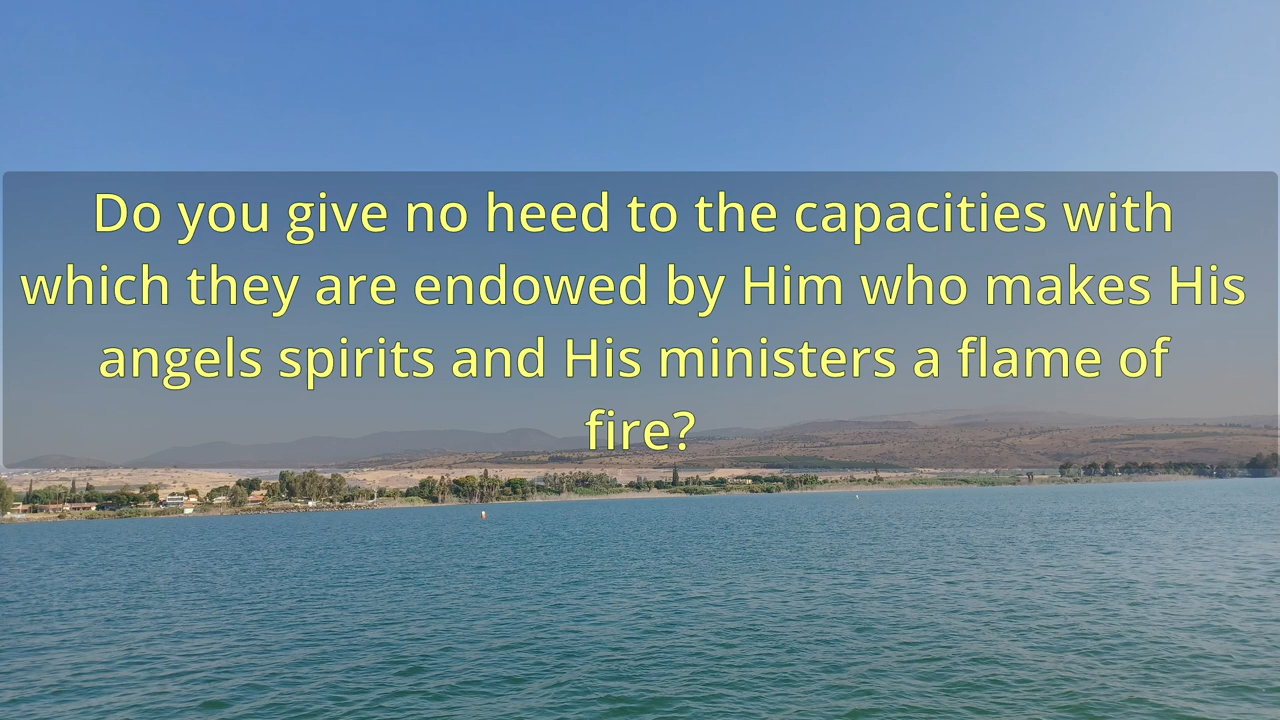 Do you give no heed to the capacities with
which they are endowed by Him who makes His
angels spirits and His ministers a flame of
fire?